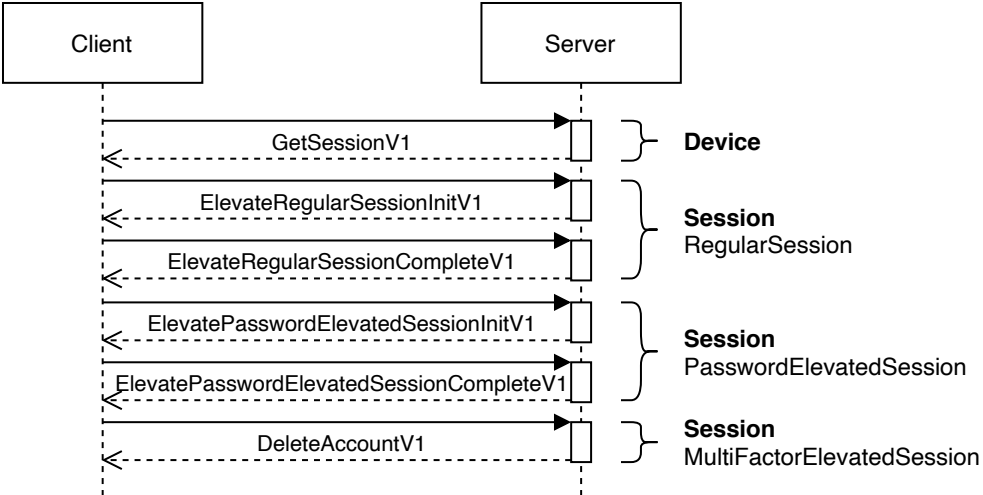 Client
Server
GetSessionV1
Device
ElevateRegularSessionInitV1
ElevateRegularSessionCompleteV1
Session
RegularSession
ElevatePasswordElevatedSessionInitV1
ElevatePasswordElevatedSessionCompleteV1
Session
PasswordElevatedSession
DeleteAccountV1
Session
MultiFactorElevatedSession